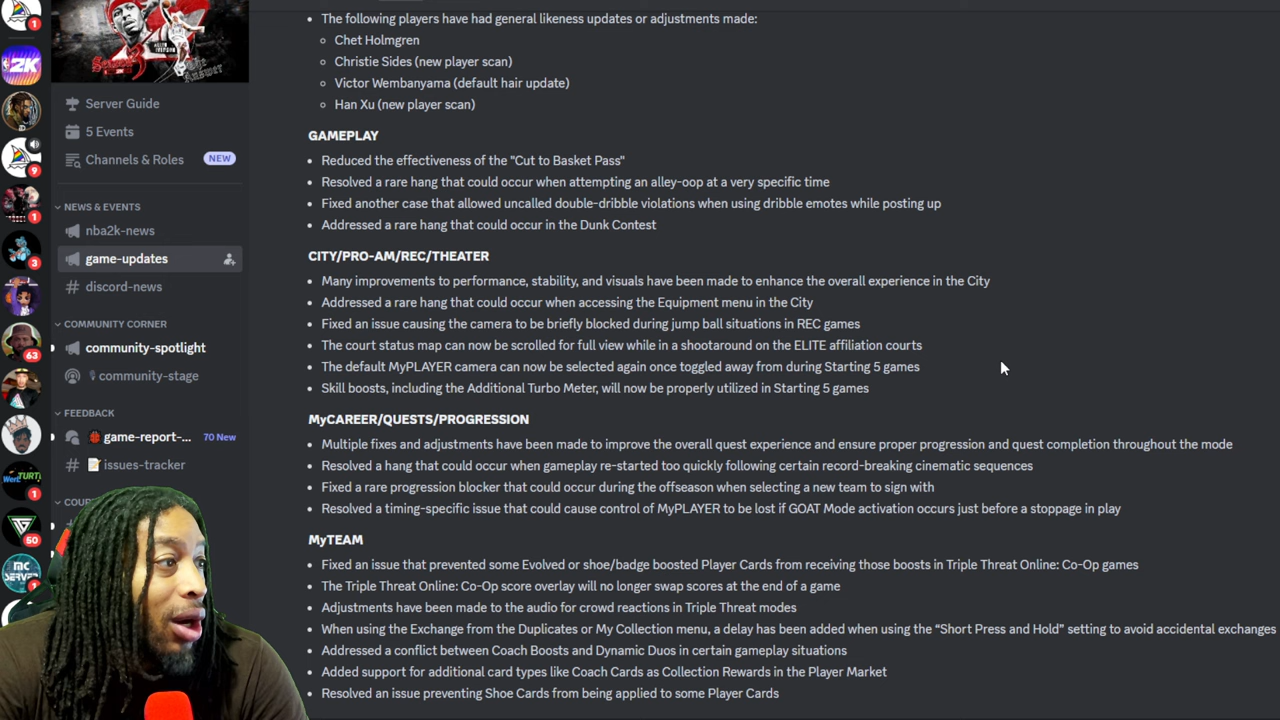 • The following players have had general likeness updates or adjustments made:
Chet Holmgren
Christie Sides (new player scan)
Victor Wembanyama (default hair update)
Han Xu (new player scan)
GAMEPLAY
• Reduced the effectiveness of the "Cut to Basket Pass"
• Resolved a rare hang that could occur when attempting an alley-oop at a very specific time
• Fixed another case that allowed uncalled double-dribble violations when using dribble emotes while posting up
• Addressed a rare hang that could occur in the Dunk Contest
CITY/PRO-AM/REC/THEATER
• Many improvements to performance, stability, and visuals have been made to enhance the overall experience in the City
• Addressed a rare hang that could occur when accessing the Equipment menu in the City
• Fixed an issue causing the camera to be briefly blocked during jump ball situations in REC games
• The court status map can now be scrolled for full view while in a shootaround on the ELITE affiliation courts
• The default MyPLAYER camera can now be selected again once toggled away from during Starting 5 games
• Skill boosts, including the Additional Turbo Meter, will now be properly utilized in Starting 5 games
MyCAREER/QUESTS/PROGRESSION
• Multiple fixes and adjustments have been made to improve the overall quest experience and ensure proper progression and quest completion throughout the mode
• Resolved a hang that could occur when gameplay re-started too quickly following certain record-breaking cinematic sequences
• Fixed a rare progression blocker that could occur during the offseason when selecting a new team to sign with
• Resolved a timing-specific issue that could cause control of MyPLAYER to be lost if GOAT Mode activation occurs just before a stoppage in play
MyTEAM
• Fixed an issue that prevented some Evolved or shoe/badge boosted Player Cards from receiving those boosts in Triple Threat Online: Co-Op games
• The Triple Threat Online: Co-Op score overlay will no longer swap scores at the end of a game
• Adjustments have been made to the audio for crowd reactions in Triple Threat modes
• When using the Exchange from the Duplicates or My Collection menu, a delay has been added when using the “Short Press and Hold” setting to avoid accidental exchanges
• Addressed a conflict between Coach Boosts and Dynamic Duos in certain gameplay situations
• Added support for additional card types like Coach Cards as Collection Rewards in the Player Market
• Resolved an issue preventing Shoe Cards from being applied to some Player Cards
Season 3
The Answer
Server Guide
5 Events
Channels & Roles NEW
NEWS & EVENTS
nba2k-news
game-updates
# discord-news
COMMUNITY CORNER
community-spotlight
community-stage
FEEDBACK
game-report-... 70 New
# issues-tracker
COU
1
2K
9
1
3
63
1
50
MC
SERVER
1